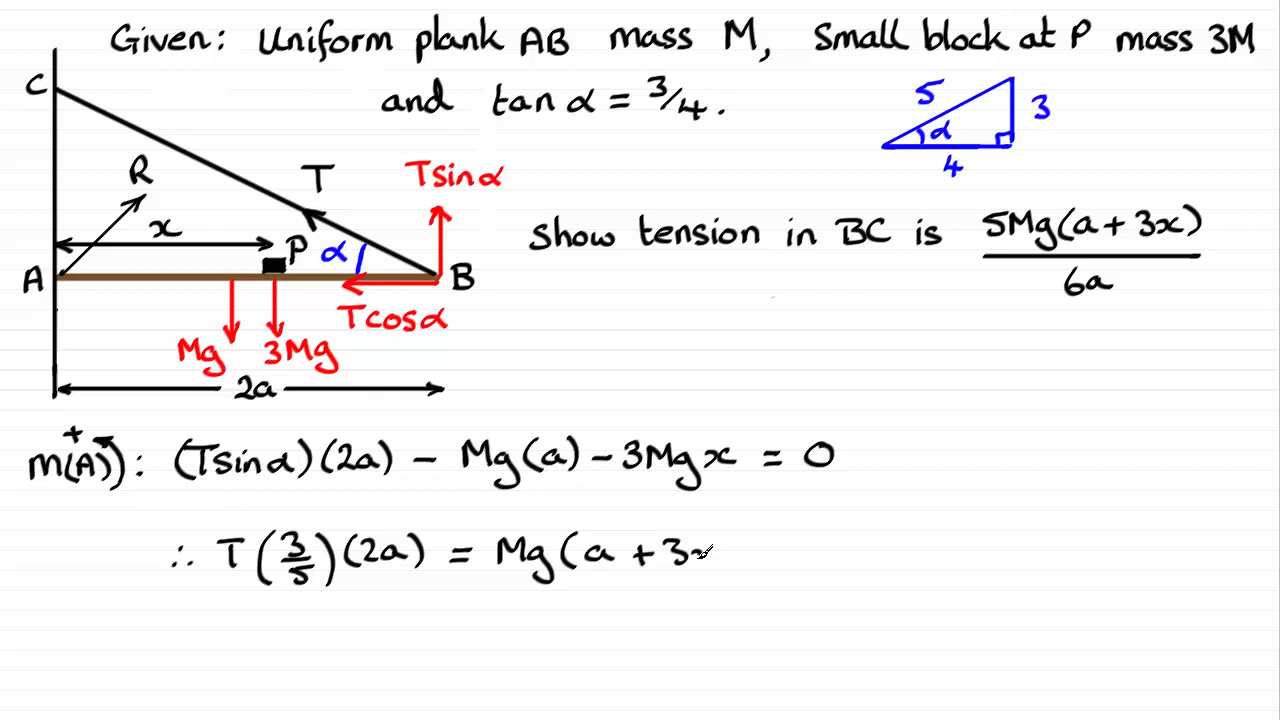 Given: Uniform plank AB mass M, Small block at P mass 3M
and tan α = 3/4.
5
3
α
4
C
R
T
Tsinα
x
P
α
Show tension in BC is 5Mg(a + 3x)/6a
A
B
Tcosα
Mg
3Mg
2a
+
m(A): (Tsinα)(2a) − Mg(a) − 3Mgx = 0
∴ T(3/5)(2a) = Mg(a + 3